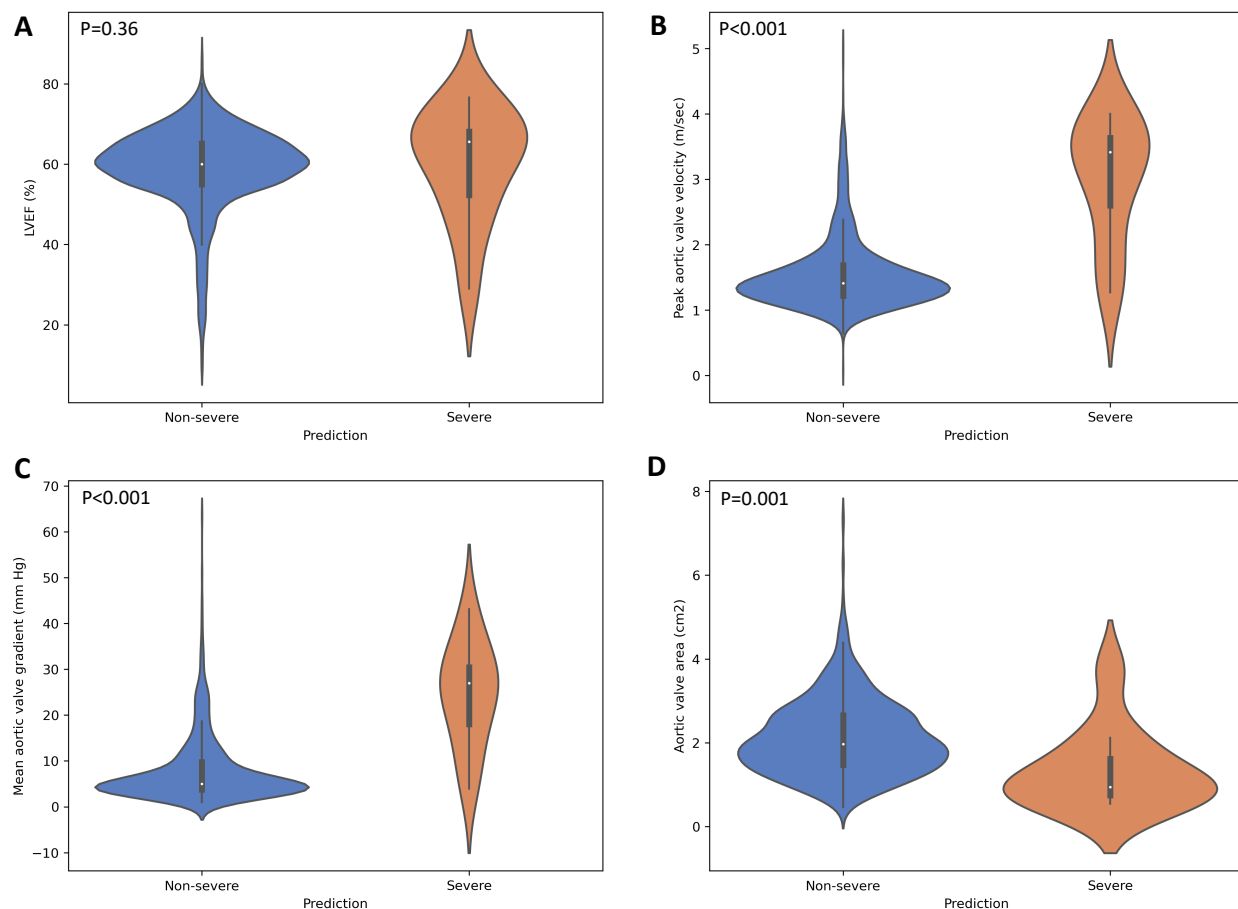 A
P=0.36
80
60
40
20
LVEF (%)
Non-severe
Severe
Prediction
B
P<0.001
5
4
3
2
1
0
Peak aortic valve velocity (m/sec)
Non-severe
Severe
Prediction
C
P<0.001
70
60
50
40
30
20
10
0
−10
Mean aortic valve gradient (mm Hg)
Non-severe
Severe
Prediction
D
P=0.001
8
6
4
2
0
Aortic valve area (cm2)
Non-severe
Severe
Prediction